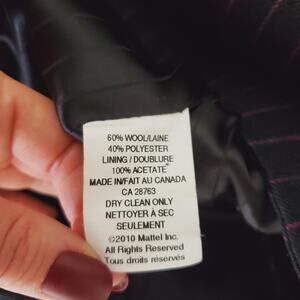 60% WOOL/LAINE
40% POLYESTER
LINING / DOUBLURE
100% ACETATE
MADE IN/FAIT AU CANADA
CA 28763
DRY CLEAN ONLY
NETTOYER À SEC
SEULEMENT
©2010 Mattel Inc.
All Rights Reserved
Tous droits réservés